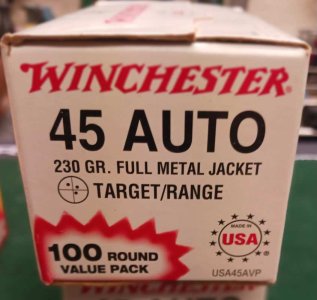 WINCHESTER®
45 AUTO
230 GR. FULL METAL JACKET
TARGET/RANGE
100 ROUND
VALUE PACK
MADE IN
USA
®
USA45AVP